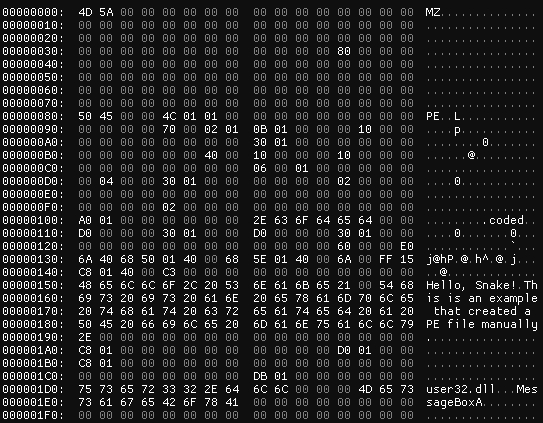 00000000: 4D 5A 00 00 00 00 00 00 00 00 00 00 00 00 00 00 MZ..............
00000010: 00 00 00 00 00 00 00 00 00 00 00 00 00 00 00 00 ................
00000020: 00 00 00 00 00 00 00 00 00 00 00 00 00 00 00 00 ................
00000030: 00 00 00 00 00 00 00 00 00 00 00 00 80 00 00 00 ................
00000040: 00 00 00 00 00 00 00 00 00 00 00 00 00 00 00 00 ................
00000050: 00 00 00 00 00 00 00 00 00 00 00 00 00 00 00 00 ................
00000060: 00 00 00 00 00 00 00 00 00 00 00 00 00 00 00 00 ................
00000070: 00 00 00 00 00 00 00 00 00 00 00 00 00 00 00 00 ................
00000080: 50 45 00 00 4C 01 01 00 00 00 00 00 00 00 00 00 PE..L...........
00000090: 00 00 00 00 70 00 02 01 0B 01 00 00 00 10 00 00 ....p...........
000000A0: 00 00 00 00 00 00 00 00 30 01 00 00 00 00 00 00 ........0.......
000000B0: 00 00 00 00 00 00 40 00 10 00 00 00 10 00 00 00 ......@.........
000000C0: 00 00 00 00 00 00 00 00 06 00 01 00 00 00 00 00 ................
000000D0: 00 04 00 00 30 01 00 00 00 00 00 00 02 00 00 00 ....0...........
000000E0: 00 00 00 00 00 00 00 00 00 00 00 00 00 00 00 00 ................
000000F0: 00 00 00 00 02 00 00 00 00 00 00 00 00 00 00 00 ................
00000100: A0 01 00 00 00 00 00 00 2E 63 6F 64 65 64 00 00 .........coded..
00000110: D0 00 00 00 30 01 00 00 D0 00 00 00 30 01 00 00 ....0.......0...
00000120: 00 00 00 00 00 00 00 00 00 00 00 00 60 00 00 E0 ............`...
00000130: 6A 40 68 50 01 40 00 68 5E 01 40 00 6A 00 FF 15 j@hP.@.h^.@.j...
00000140: C8 01 40 00 C3 00 00 00 00 00 00 00 00 00 00 00 ..@.............
00000150: 48 65 6C 6C 6F 2C 20 53 6E 61 6B 65 21 00 54 68 Hello, Snake!.Th
00000160: 69 73 20 69 73 20 61 6E 20 65 78 61 6D 70 6C 65 is is an example
00000170: 20 74 68 61 74 20 63 72 65 61 74 65 64 20 61 20 that created a
00000180: 50 45 20 66 69 6C 65 20 6D 61 6E 75 61 6C 6C 79 PE file manually
00000190: 2E 00 00 00 00 00 00 00 00 00 00 00 00 00 00 00 ................
000001A0: C8 01 00 00 00 00 00 00 00 00 00 00 D0 01 00 00 ................
000001B0: C8 01 00 00 00 00 00 00 00 00 00 00 00 00 00 00 ................
000001C0: 00 00 00 00 00 00 00 00 DB 01 00 00 00 00 00 00 ................
000001D0: 75 73 65 72 33 32 2E 64 6C 6C 00 00 00 4D 65 73 user32.dll...Mes
000001E0: 73 61 67 65 42 6F 78 41 00 00 00 00 00 00 00 00 sageBoxA........
000001F0: 00 00 00 00 00 00 00 00 00 00 00 00 00 00 00 00 ................